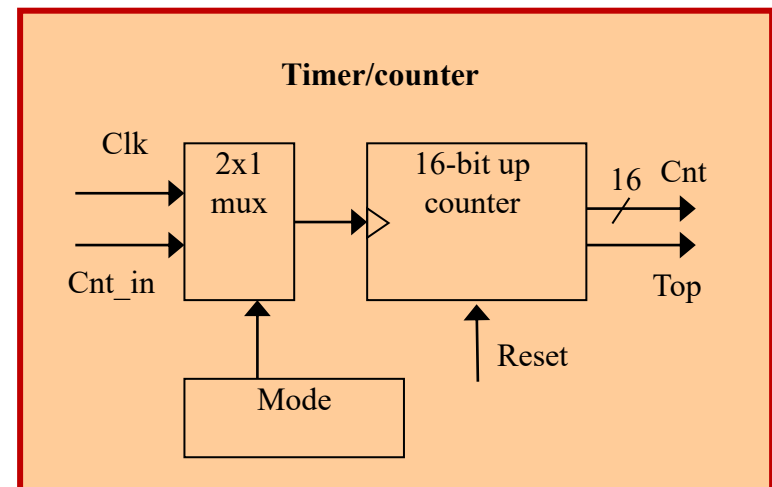 Timer/counter
Clk
2x1
mux
16-bit up
counter
16
Cnt
Cnt_in
Top
Reset
Mode